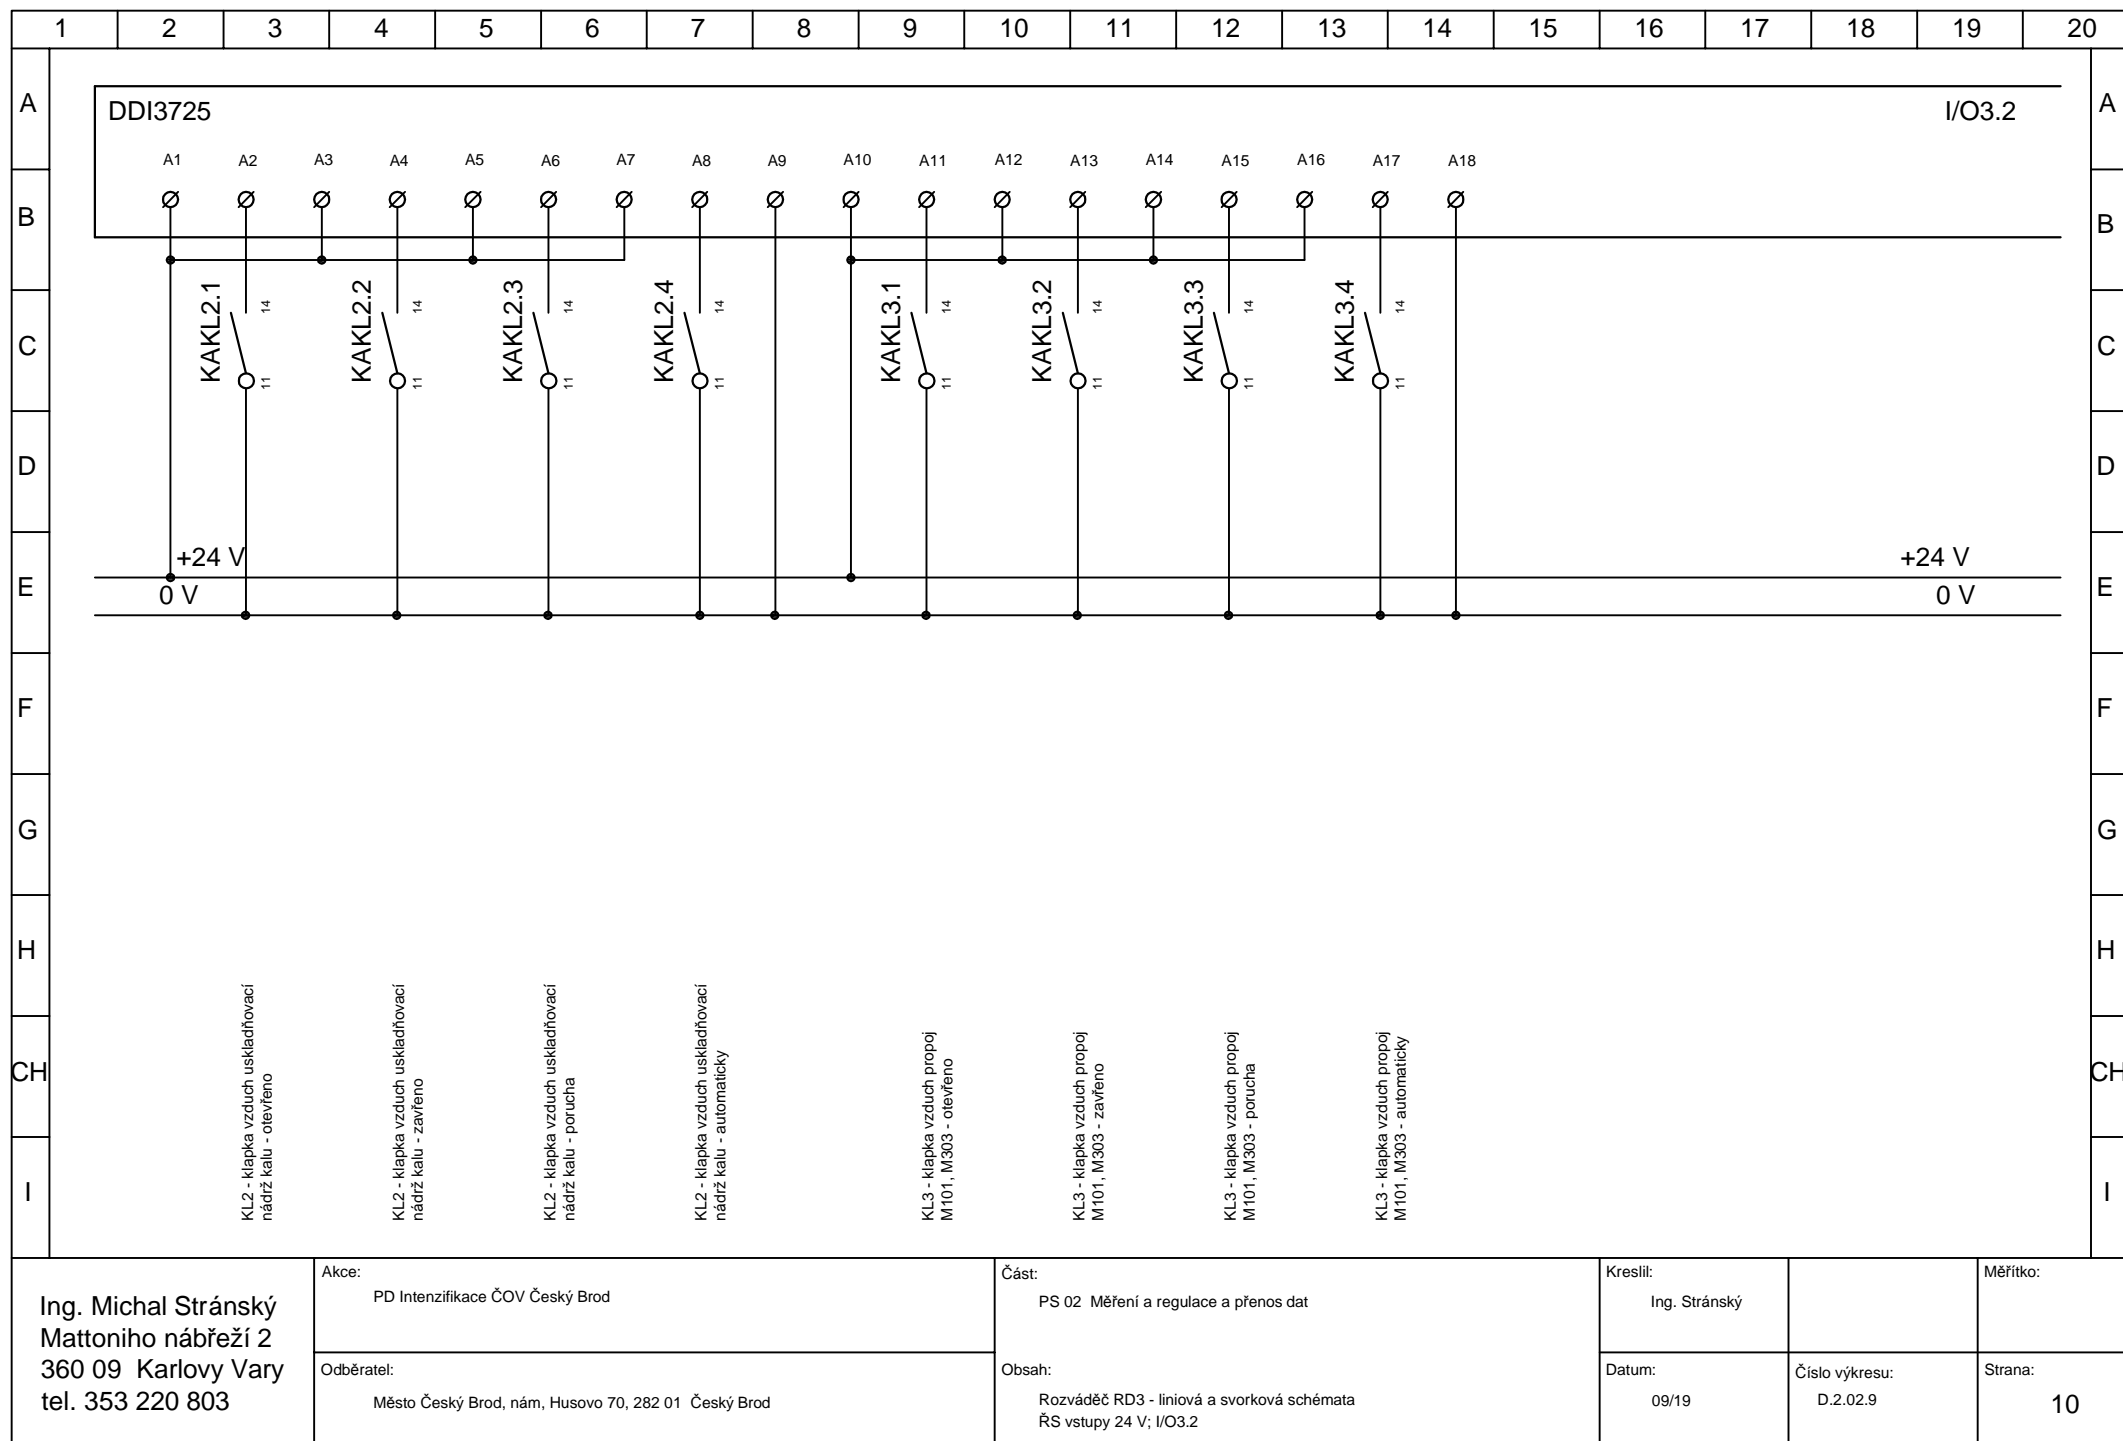 1 2 3 4 5 6 7 8 9 10 11 12 13 14 15 16 17 18 19 20
A A
DDI3725 I/O3.2
A1 A2 A3 A4 A5 A6 A7 A8 A9 A10 A11 A12 A13 A14 A15 A16 A17 A18
B B
14 14 14 14 14 14 14 14
KAKL2.1 KAKL2.2 KAKL2.3 KAKL2.4 KAKL3.1 KAKL3.2 KAKL3.3 KAKL3.4
C C
11 11 11 11 11 11 11 11
D D
+24 V +24 V
E E
0 V 0 V
F F
G G
H H
CH CH
I I
KL2 - klapka vzduch uskladňovací
nádrž kalu - otevřeno
KL2 - klapka vzduch uskladňovací
nádrž kalu - zavřeno
KL2 - klapka vzduch uskladňovací
nádrž kalu - porucha
KL2 - klapka vzduch uskladňovací
nádrž kalu - automaticky
KL3 - klapka vzduch propoj
M101, M303 - otevřeno
KL3 - klapka vzduch propoj
M101, M303 - zavřeno
KL3 - klapka vzduch propoj
M101, M303 - porucha
KL3 - klapka vzduch propoj
M101, M303 - automaticky
Ing. Michal Stránský
Mattoniho nábřeží 2
360 09 Karlovy Vary
tel. 353 220 803
Akce:
PD Intenzifikace ČOV Český Brod
Odběratel:
Město Český Brod, nám, Husovo 70, 282 01 Český Brod
Část:
PS 02 Měření a regulace a přenos dat
Obsah:
Rozváděč RD3 - liniová a svorková schémata
ŘS vstupy 24 V; I/O3.2
Kreslil:
Ing. Stránský
Měřítko:
Datum:
09/19
Číslo výkresu:
D.2.02.9
Strana:
10